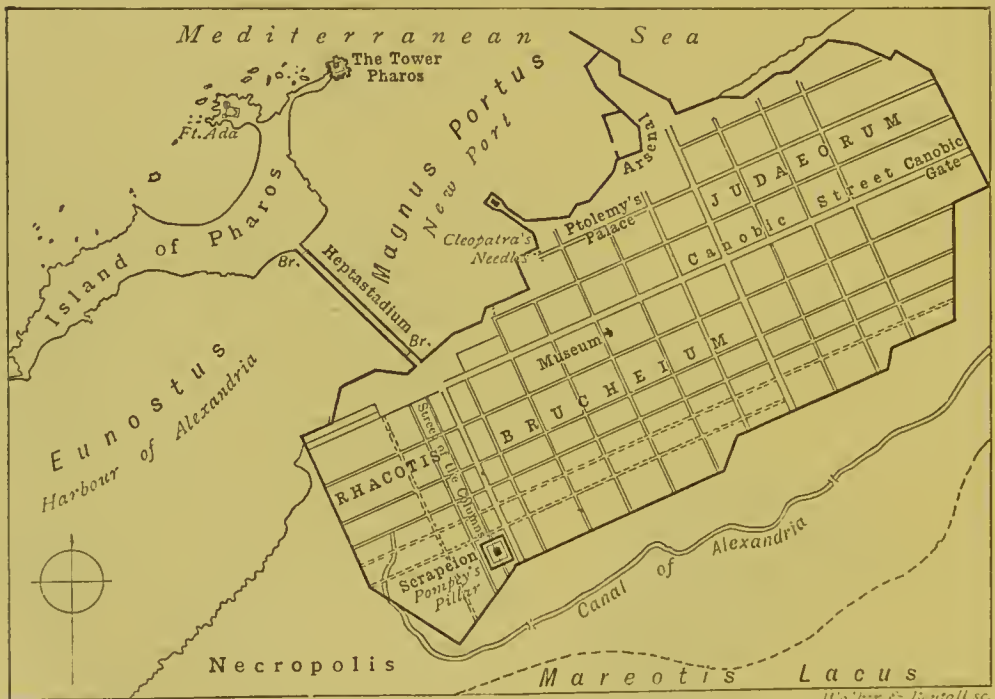 Mediterranean Sea
The Tower
Pharos
Ft. Ada
Magnus Portus
New Port
Arsenal
JUDAEORUM
Canobic Street
Canobic
Gate
Ptolemy's
Palace
Cleopatra's
Needles
Island of Pharos
Br.
Heptastadium
Br.
Museum
BRUCHEIUM
Eunostus
Harbour of Alexandria
RHACOTIS
Street of the Columns
Serapeion
Pompey's
Pillar
Canal of Alexandria
Necropolis
Mareotis Lacus